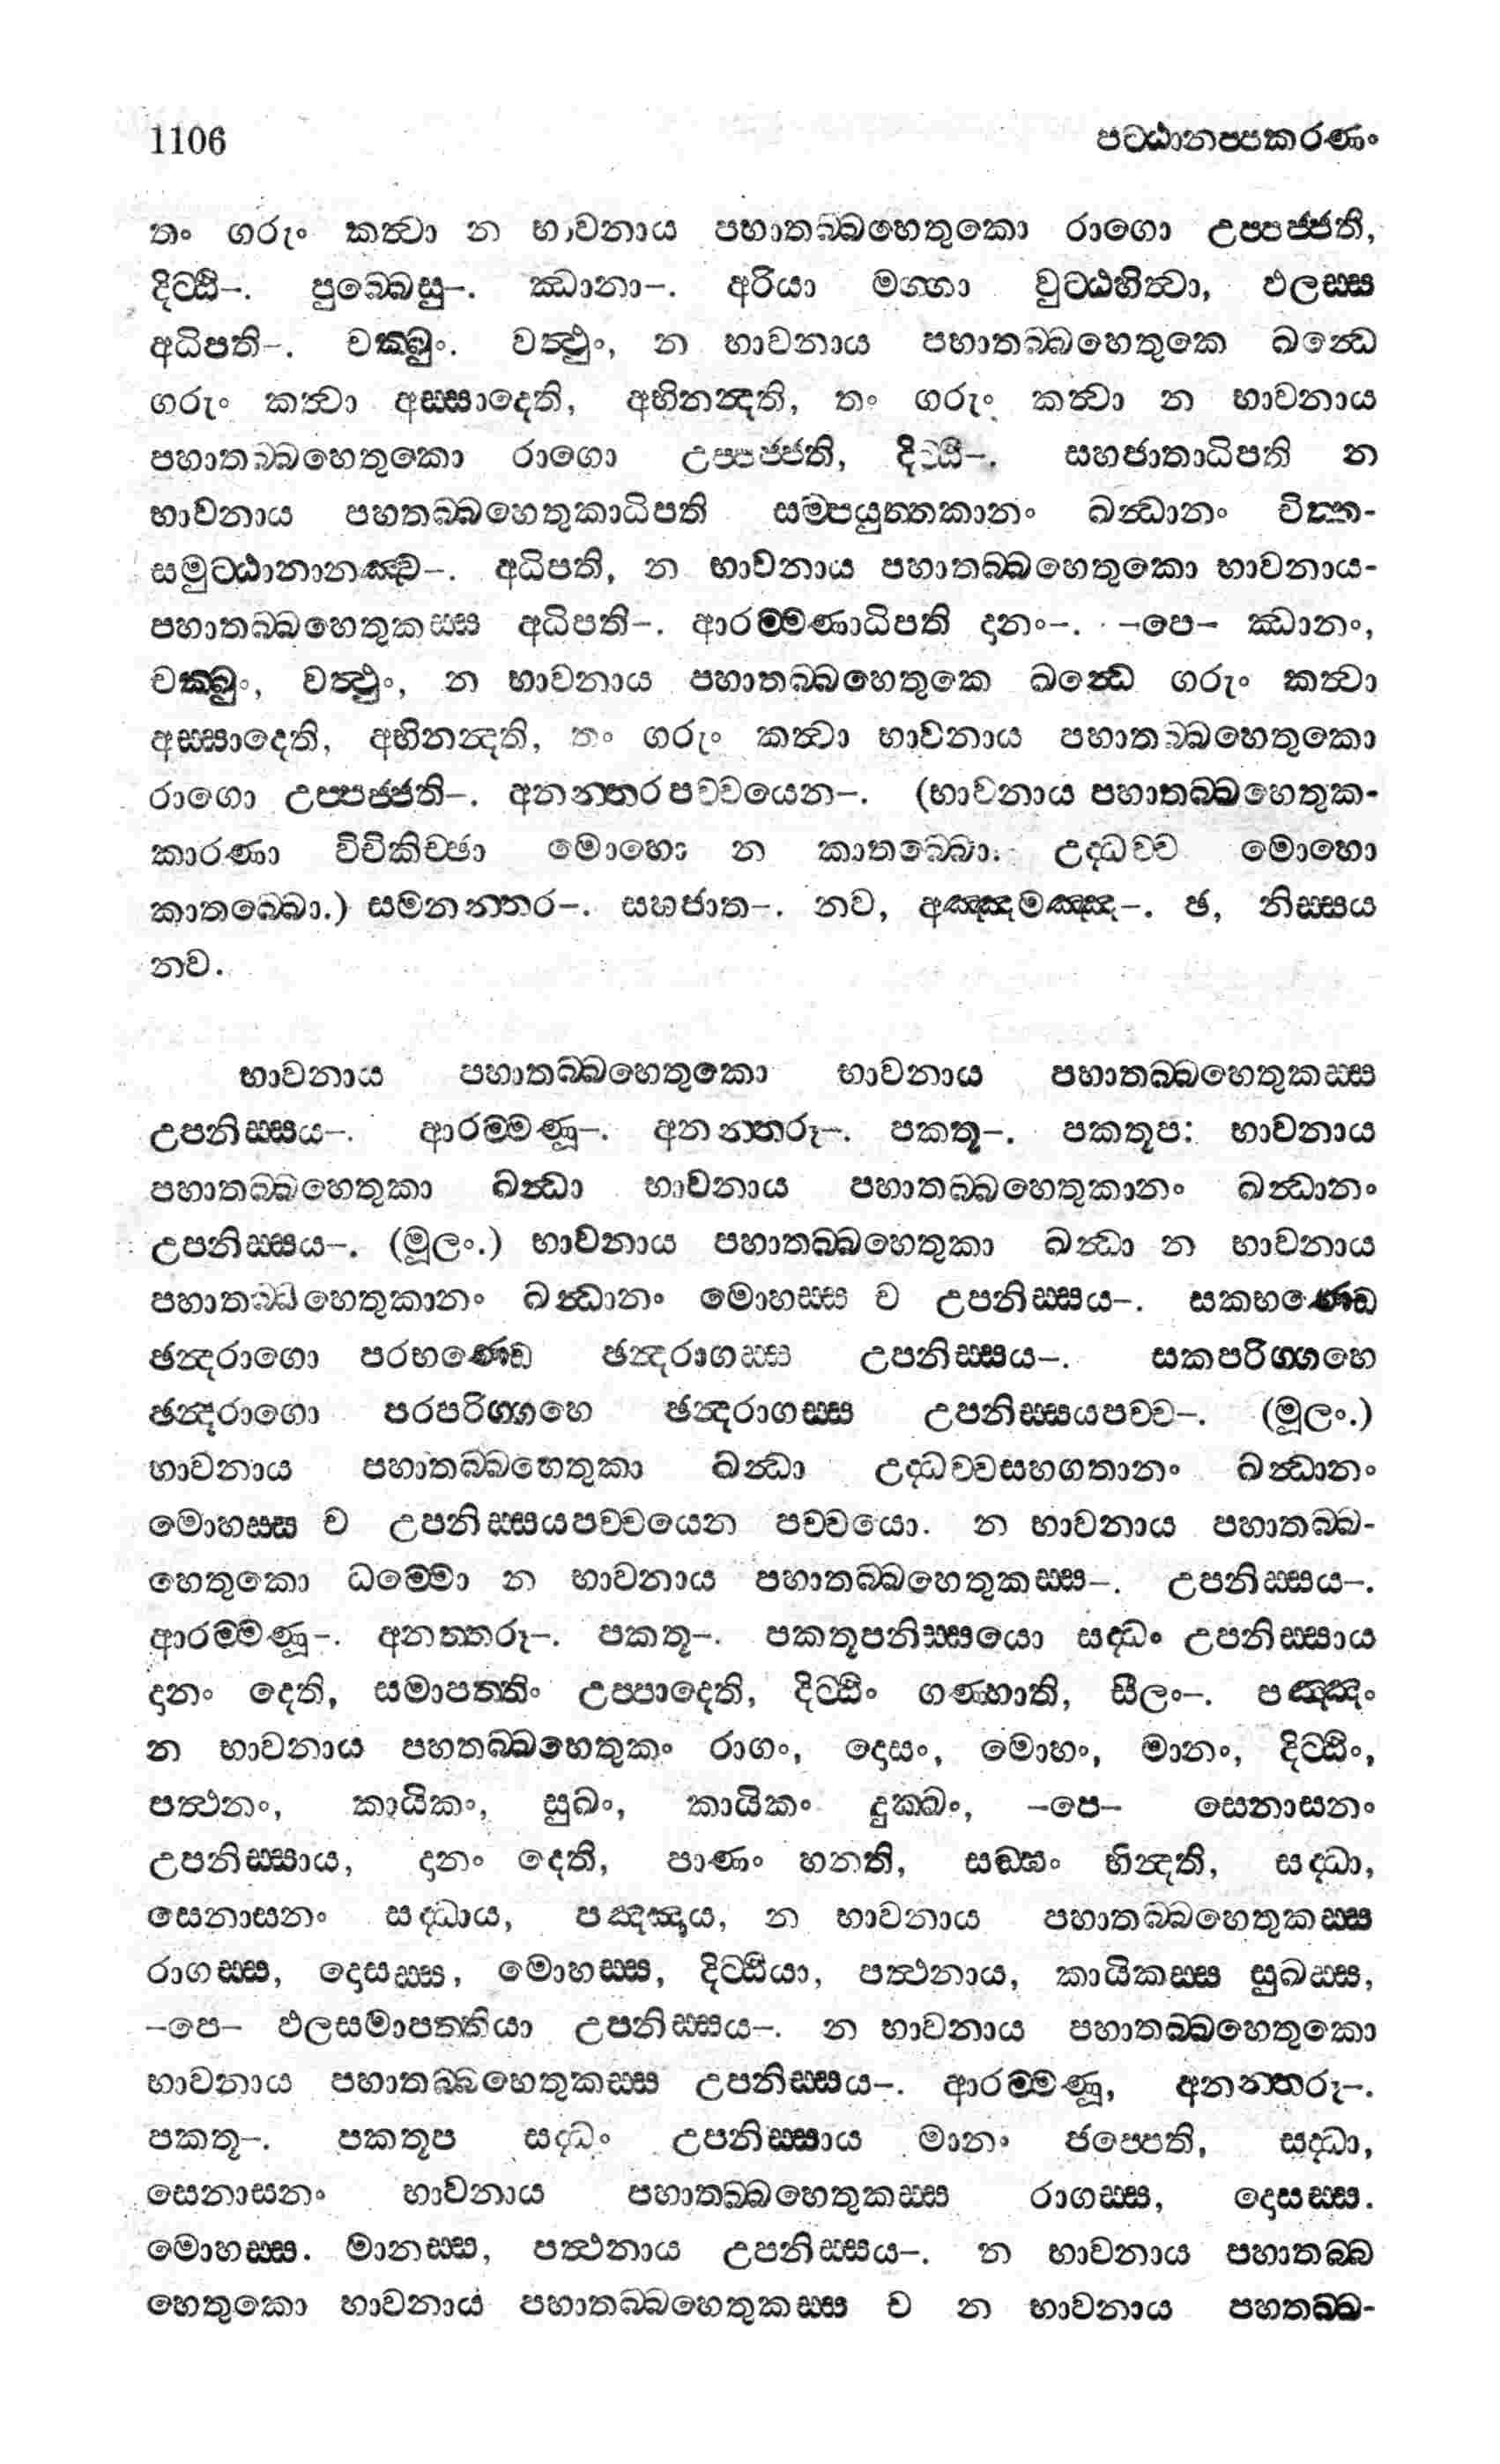 1106 පට්ඨානප්පකරණං
තං ගරුං කත්වා න භාවනාය පහාතබ්බහෙතුකො රාගො උප්පජ්ජති,
දිට්ඨි–. පුබ්බෙසු–. ඣානා–. අරියා මග්ගා වුට්ඨහිත්වා, ඵලස්ස
අධිපති–. චක්ඛුං. වත්ථුං, න භාවනාය පහාතබ්බහෙතුකෙ ඛන්ධෙ
ගරුං කත්වා අස්සාදෙති, අභිනන්දති, තං ගරුං කත්වා න භාවනාය
පහාතබ්බහෙතුකො රාගො උප්පජ්ජති, දිට්ඨි–. සහජාතාධිපති න
භාවනාය පහතබ්බහෙතුකාධිපති සම්පයුත්තකානං ඛන්ධානං චිත්ත-
සමුට්ඨානානඤ්ච–. අධිපති, න භාවනාය පහාතබ්බහෙතුකො භාවනාය-
පහාතබ්බහෙතුකස්ස අධිපති–. ආරම්මණාධිපති දානං–. –පෙ– ඣානං,
චක්ඛුං, වත්ථුං, න භාවනාය පහාතබ්බහෙතුකෙ ඛන්ධෙ ගරුං කත්වා
අස්සාදෙති, අභිනන්දති, තං ගරුං කත්වා භාවනාය පහාතබ්බහෙතුකො
රාගො උප්පජ්ජති–. අනන්තරපච්චයෙන–. (භාවනාය පහාතබ්බහෙතුක-
කාරණා විචිකිච්ඡා මොහො න කාතබ්බො. උද්ධච්ච මොහො
කාතබ්බො.) සමනන්තර–. සහජාත–. නව, අඤ්ඤමඤ්ඤ–. ඡ, නිස්සය
නව.
භාවනාය පහාතබ්බහෙතුකො භාවනාය පහාතබ්බහෙතුකස්ස
උපනිස්සය–. ආරම්මණූ–. අනන්තරූ–. පකතූ–. පකතූප: භාවනාය
පහාතබ්බහෙතුකා ඛන්ධා භාවනාය පහාතබ්බහෙතුකානං ඛන්ධානං
උපනිස්සය–. (මූලං.) භාවනාය පහාතබ්බහෙතුකා ඛන්ධා න භාවනාය
පහාතබ්බහෙතුකානං ඛන්ධානං මොහස්ස ච උපනිස්සය–. සකභණ්ඩෙ
ඡන්දරාගො පරභණ්ඩෙ ඡන්දරාගස්ස උපනිස්සය–. සකපරිග්ගහෙ
ඡන්දරාගො පරපරිග්ගහෙ ඡන්දරාගස්ස උපනිස්සයපච්ච–. (මූලං.)
භාවනාය පහාතබ්බහෙතුකා ඛන්ධා උද්ධච්චසහගතානං ඛන්ධානං
මොහස්ස ච උපනිස්සයපච්චයෙන පච්චයො. න භාවනාය පහාතබ්බ-
හෙතුකො ධම්මො න භාවනාය පහාතබ්බහෙතුකස්ස–. උපනිස්සය–.
ආරම්මණූ–. අනත්තරූ–. පකතූ–. පකතූපනිස්සයො සද්ධං උපනිස්සාය
දානං දෙති, සමාපත්තිං උප්පාදෙති, දිට්ඨිං ගණ්හාති, සීලං–. පඤ්ඤං
න භාවනාය පහතබ්බහෙතුකං රාගං, දොසං, මොහං, මානං, දිට්ඨිං,
පත්ථනං, කායිකං, සුඛං, කායිකං දුක්ඛං, –පෙ– සෙනාසනං
උපනිස්සාය, දානං දෙති, පාණං හනති, සඞ්ඝං භින්දති, සද්ධා,
සෙනාසනං සද්ධාය, පඤ්ඤාය, න භාවනාය පහාතබ්බහෙතුකස්ස
රාගස්ස, දොසස්ස, මොහස්ස, දිට්ඨියා, පත්ථනාය, කායිකස්ස සුඛස්ස,
–පෙ– ඵලසමාපත්තියා උපනිස්සය–. න භාවනාය පහාතබ්බහෙතුකො
භාවනාය පහාතබ්බහෙතුකස්ස උපනිස්සය–. ආරම්මණූ, අනන්තරූ–.
පකතූ–. පකතූප සද්ධං උපනිස්සාය මානං ජප්පෙති, සද්ධා,
සෙනාසනං භාවනාය පහාතබ්බහෙතුකස්ස රාගස්ස, දොසස්ස.
මොහස්ස. මානස්ස, පත්ථනාය උපනිස්සය–. න භාවනාය පහාතබ්බ
හෙතුකො භාවනාය පහාතබ්බහෙතුකස්ස ච න භාවනාය පහතබ්බ-